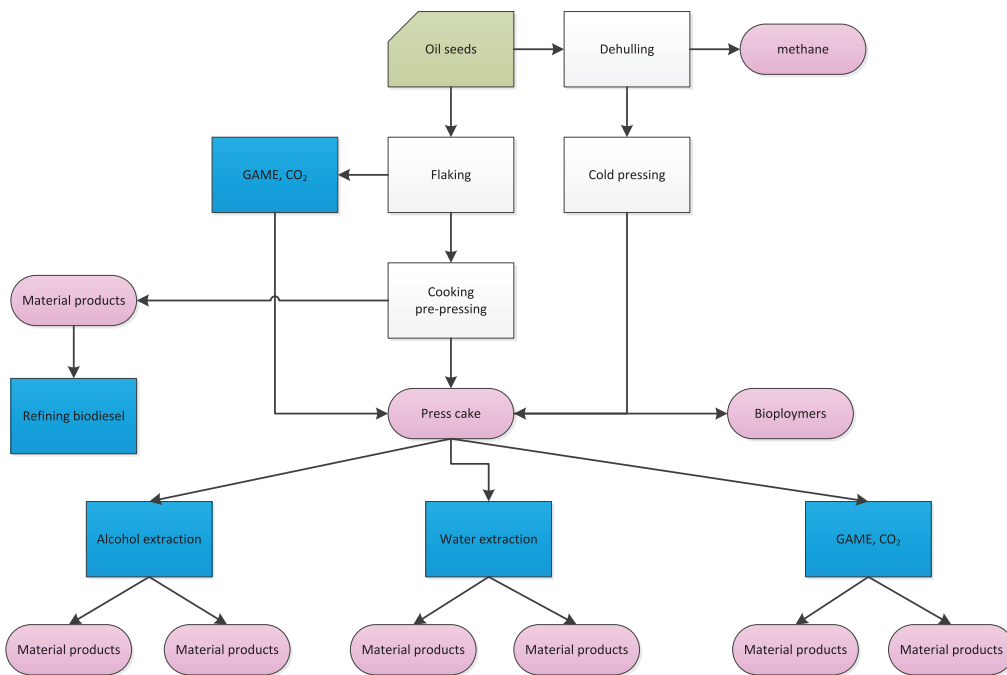 Oil seeds
Dehulling
methane
GAME, CO₂
Flaking
Cold pressing
Material products
Cooking
pre-pressing
Refining biodiesel
Press cake
Bioploymers
Alcohol extraction
Water extraction
GAME, CO₂
Material products
Material products
Material products
Material products
Material products
Material products